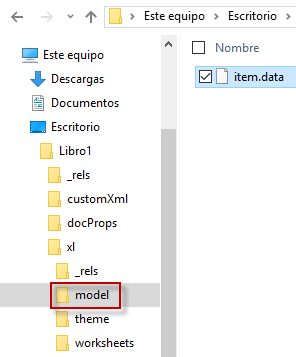 Este equipo > Escritorio >
Nombre
item.data
Este equipo
Descargas
Documentos
Escritorio
Libro1
_rels
customXml
docProps
xl
_rels
model
theme
worksheets